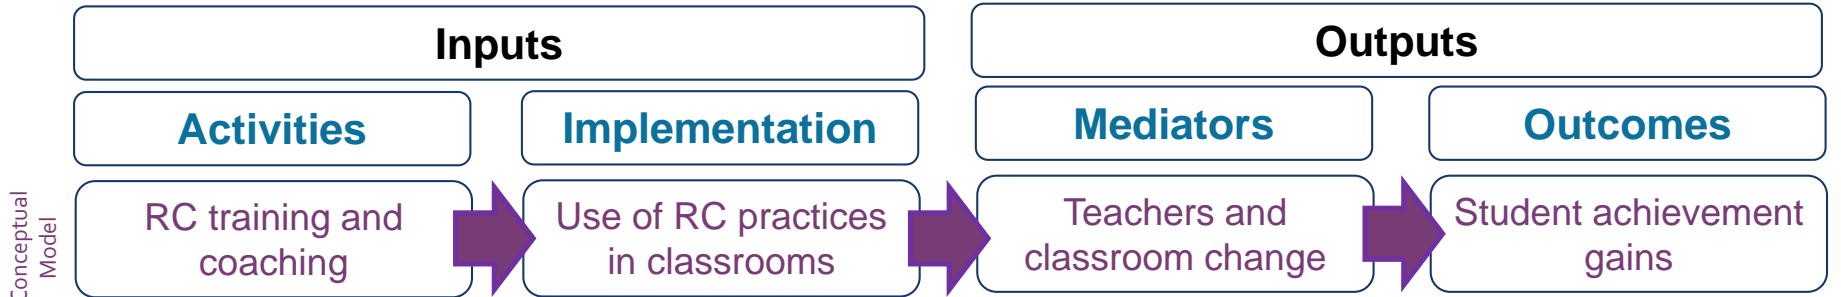 Inputs
Outputs
Activities
Implementation
Mediators
Outcomes
Conceptual
Model
RC training and
coaching
Use of RC practices
in classrooms
Teachers and
classroom change
Student achievement
gains